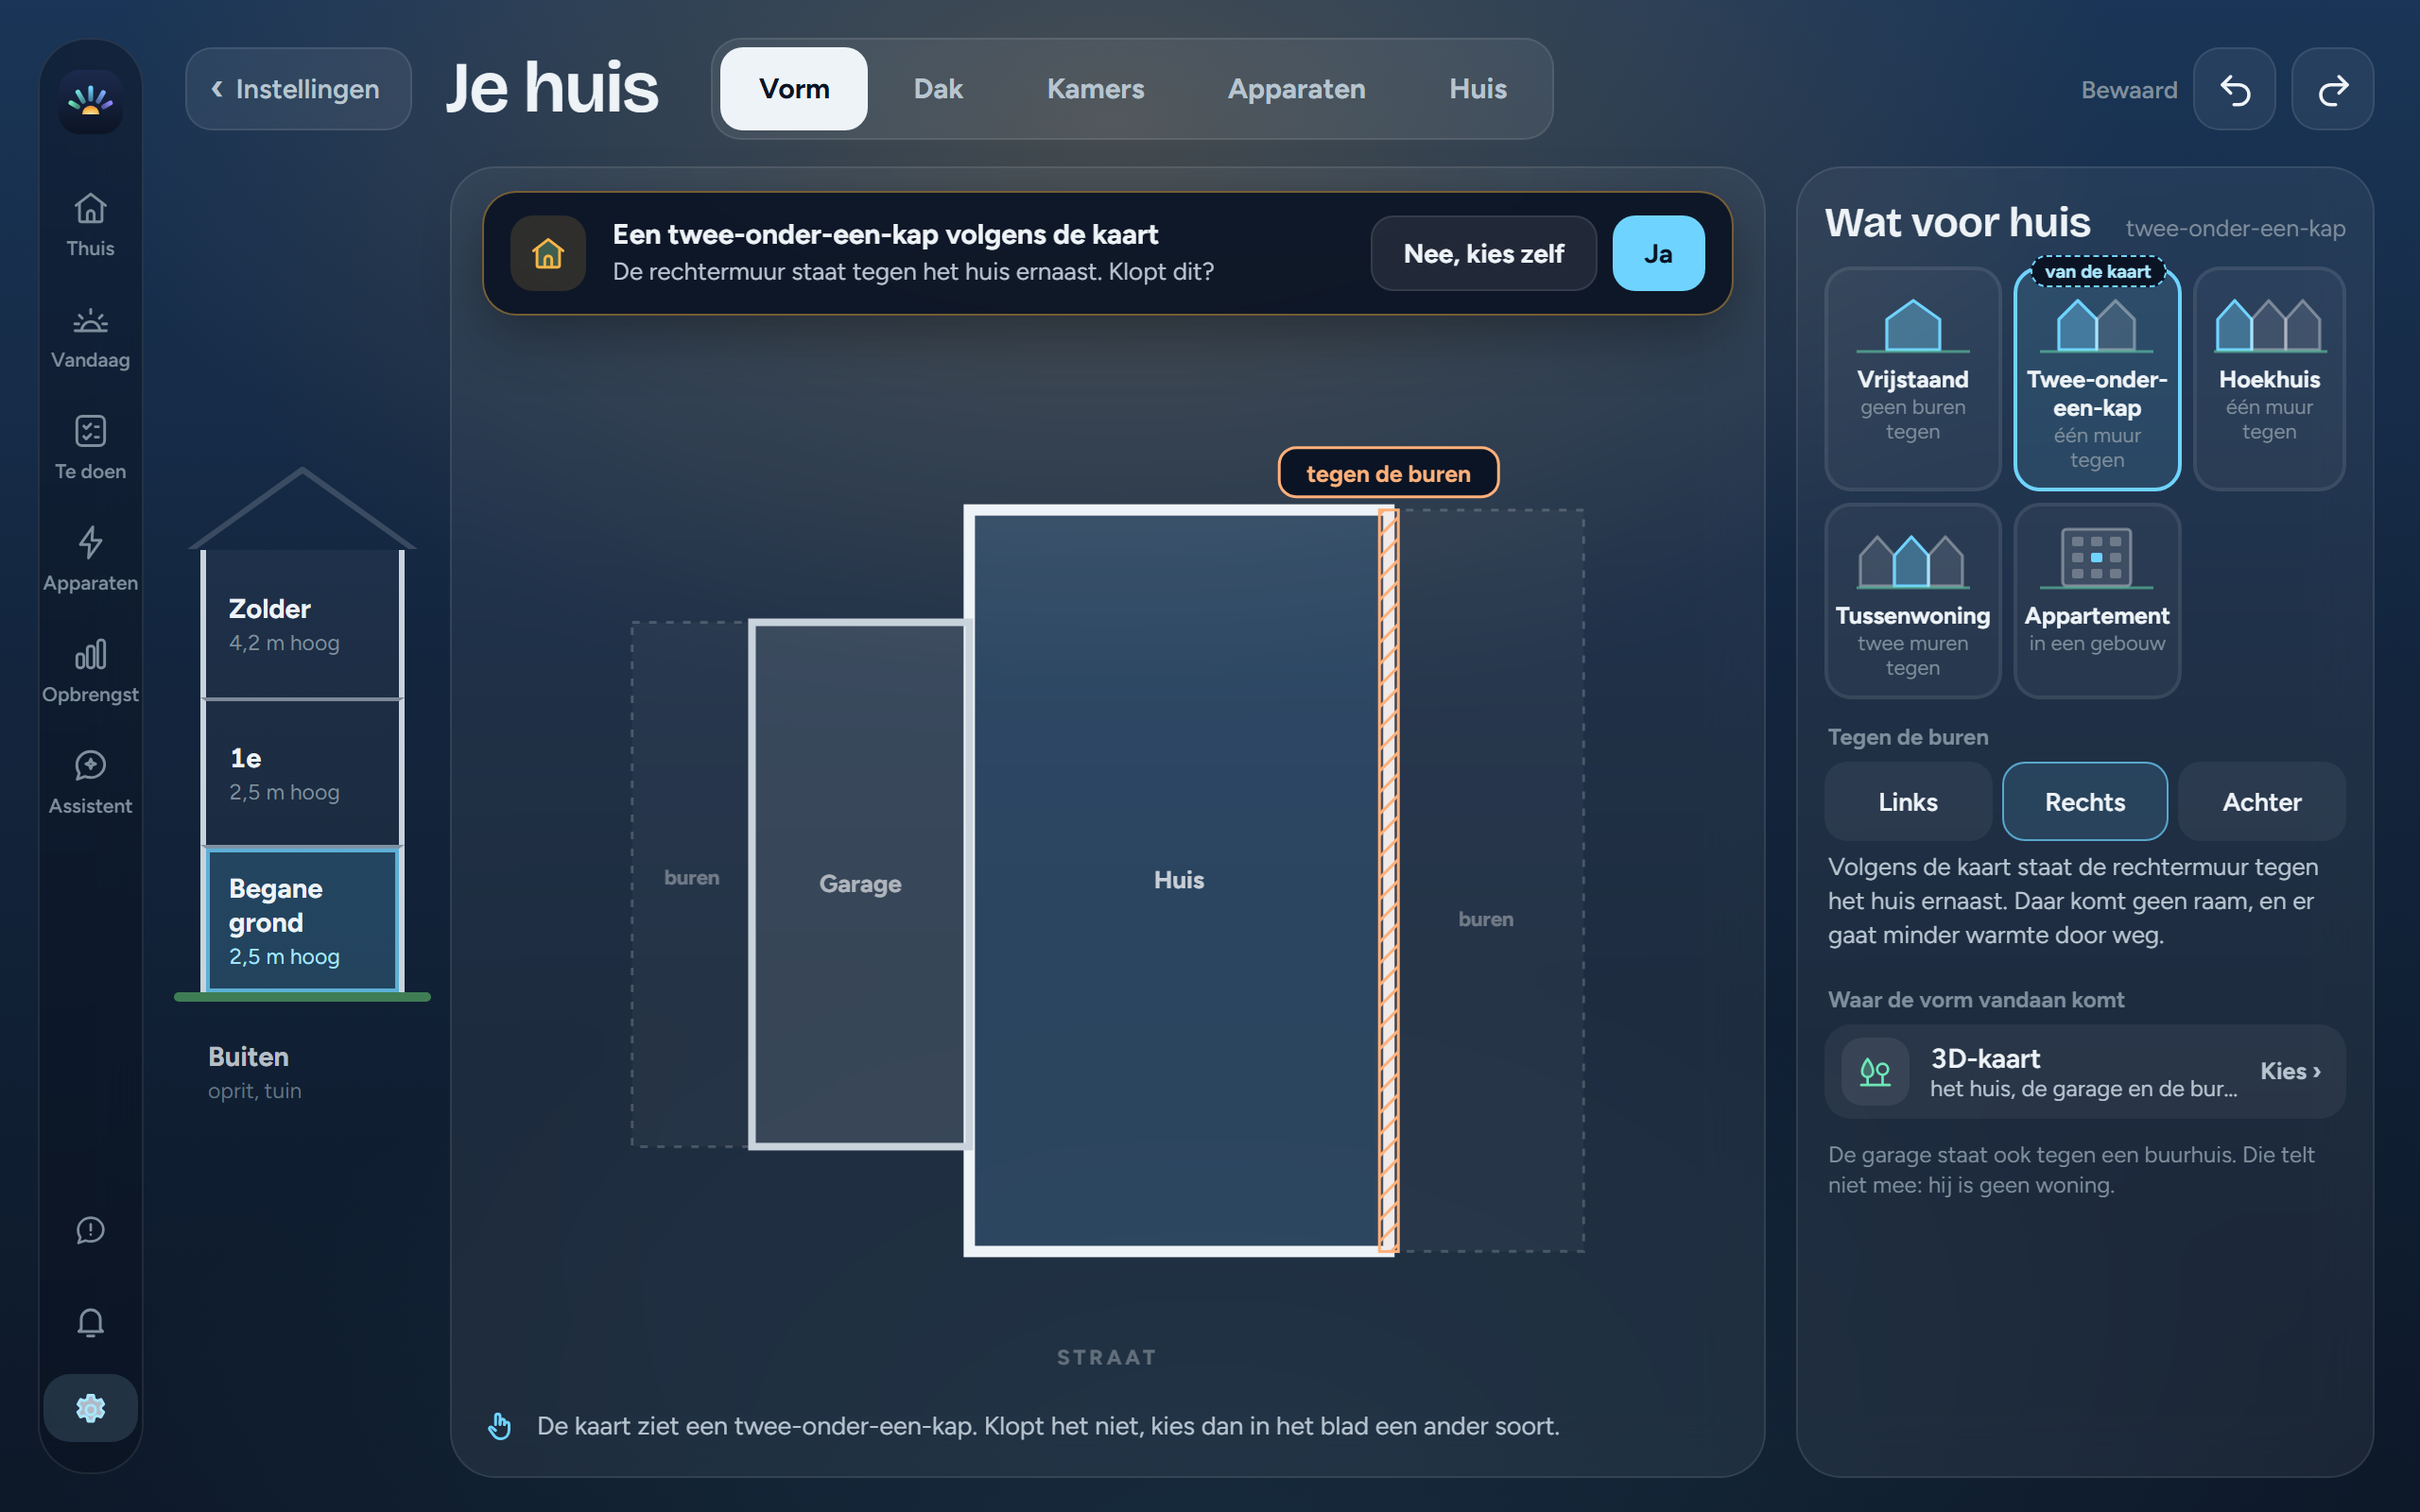 ‹ Instellingen
Je huis
Vorm
Dak
Kamers
Apparaten
Huis
Bewaard
Thuis
Vandaag
Te doen
Apparaten
Opbrengst
Assistent
Zolder
4,2 m hoog
1e
2,5 m hoog
Begane
grond
2,5 m hoog
Buiten
oprit, tuin
Een twee-onder-een-kap volgens de kaart
De rechtermuur staat tegen het huis ernaast. Klopt dit?
Nee, kies zelf
Ja
tegen de buren
buren
Garage
Huis
buren
STRAAT
De kaart ziet een twee-onder-een-kap. Klopt het niet, kies dan in het blad een ander soort.
Wat voor huis
twee-onder-een-kap
van de kaart
Vrijstaand
geen buren
tegen
Twee-onder-
een-kap
één muur
tegen
Hoekhuis
één muur
tegen
Tussenwoning
twee muren
tegen
Appartement
in een gebouw
Tegen de buren
Links
Rechts
Achter
Volgens de kaart staat de rechtermuur tegen
het huis ernaast. Daar komt geen raam, en er
gaat minder warmte door weg.
Waar de vorm vandaan komt
3D-kaart
het huis, de garage en de bur...
Kies ›
De garage staat ook tegen een buurhuis. Die telt
niet mee: hij is geen woning.